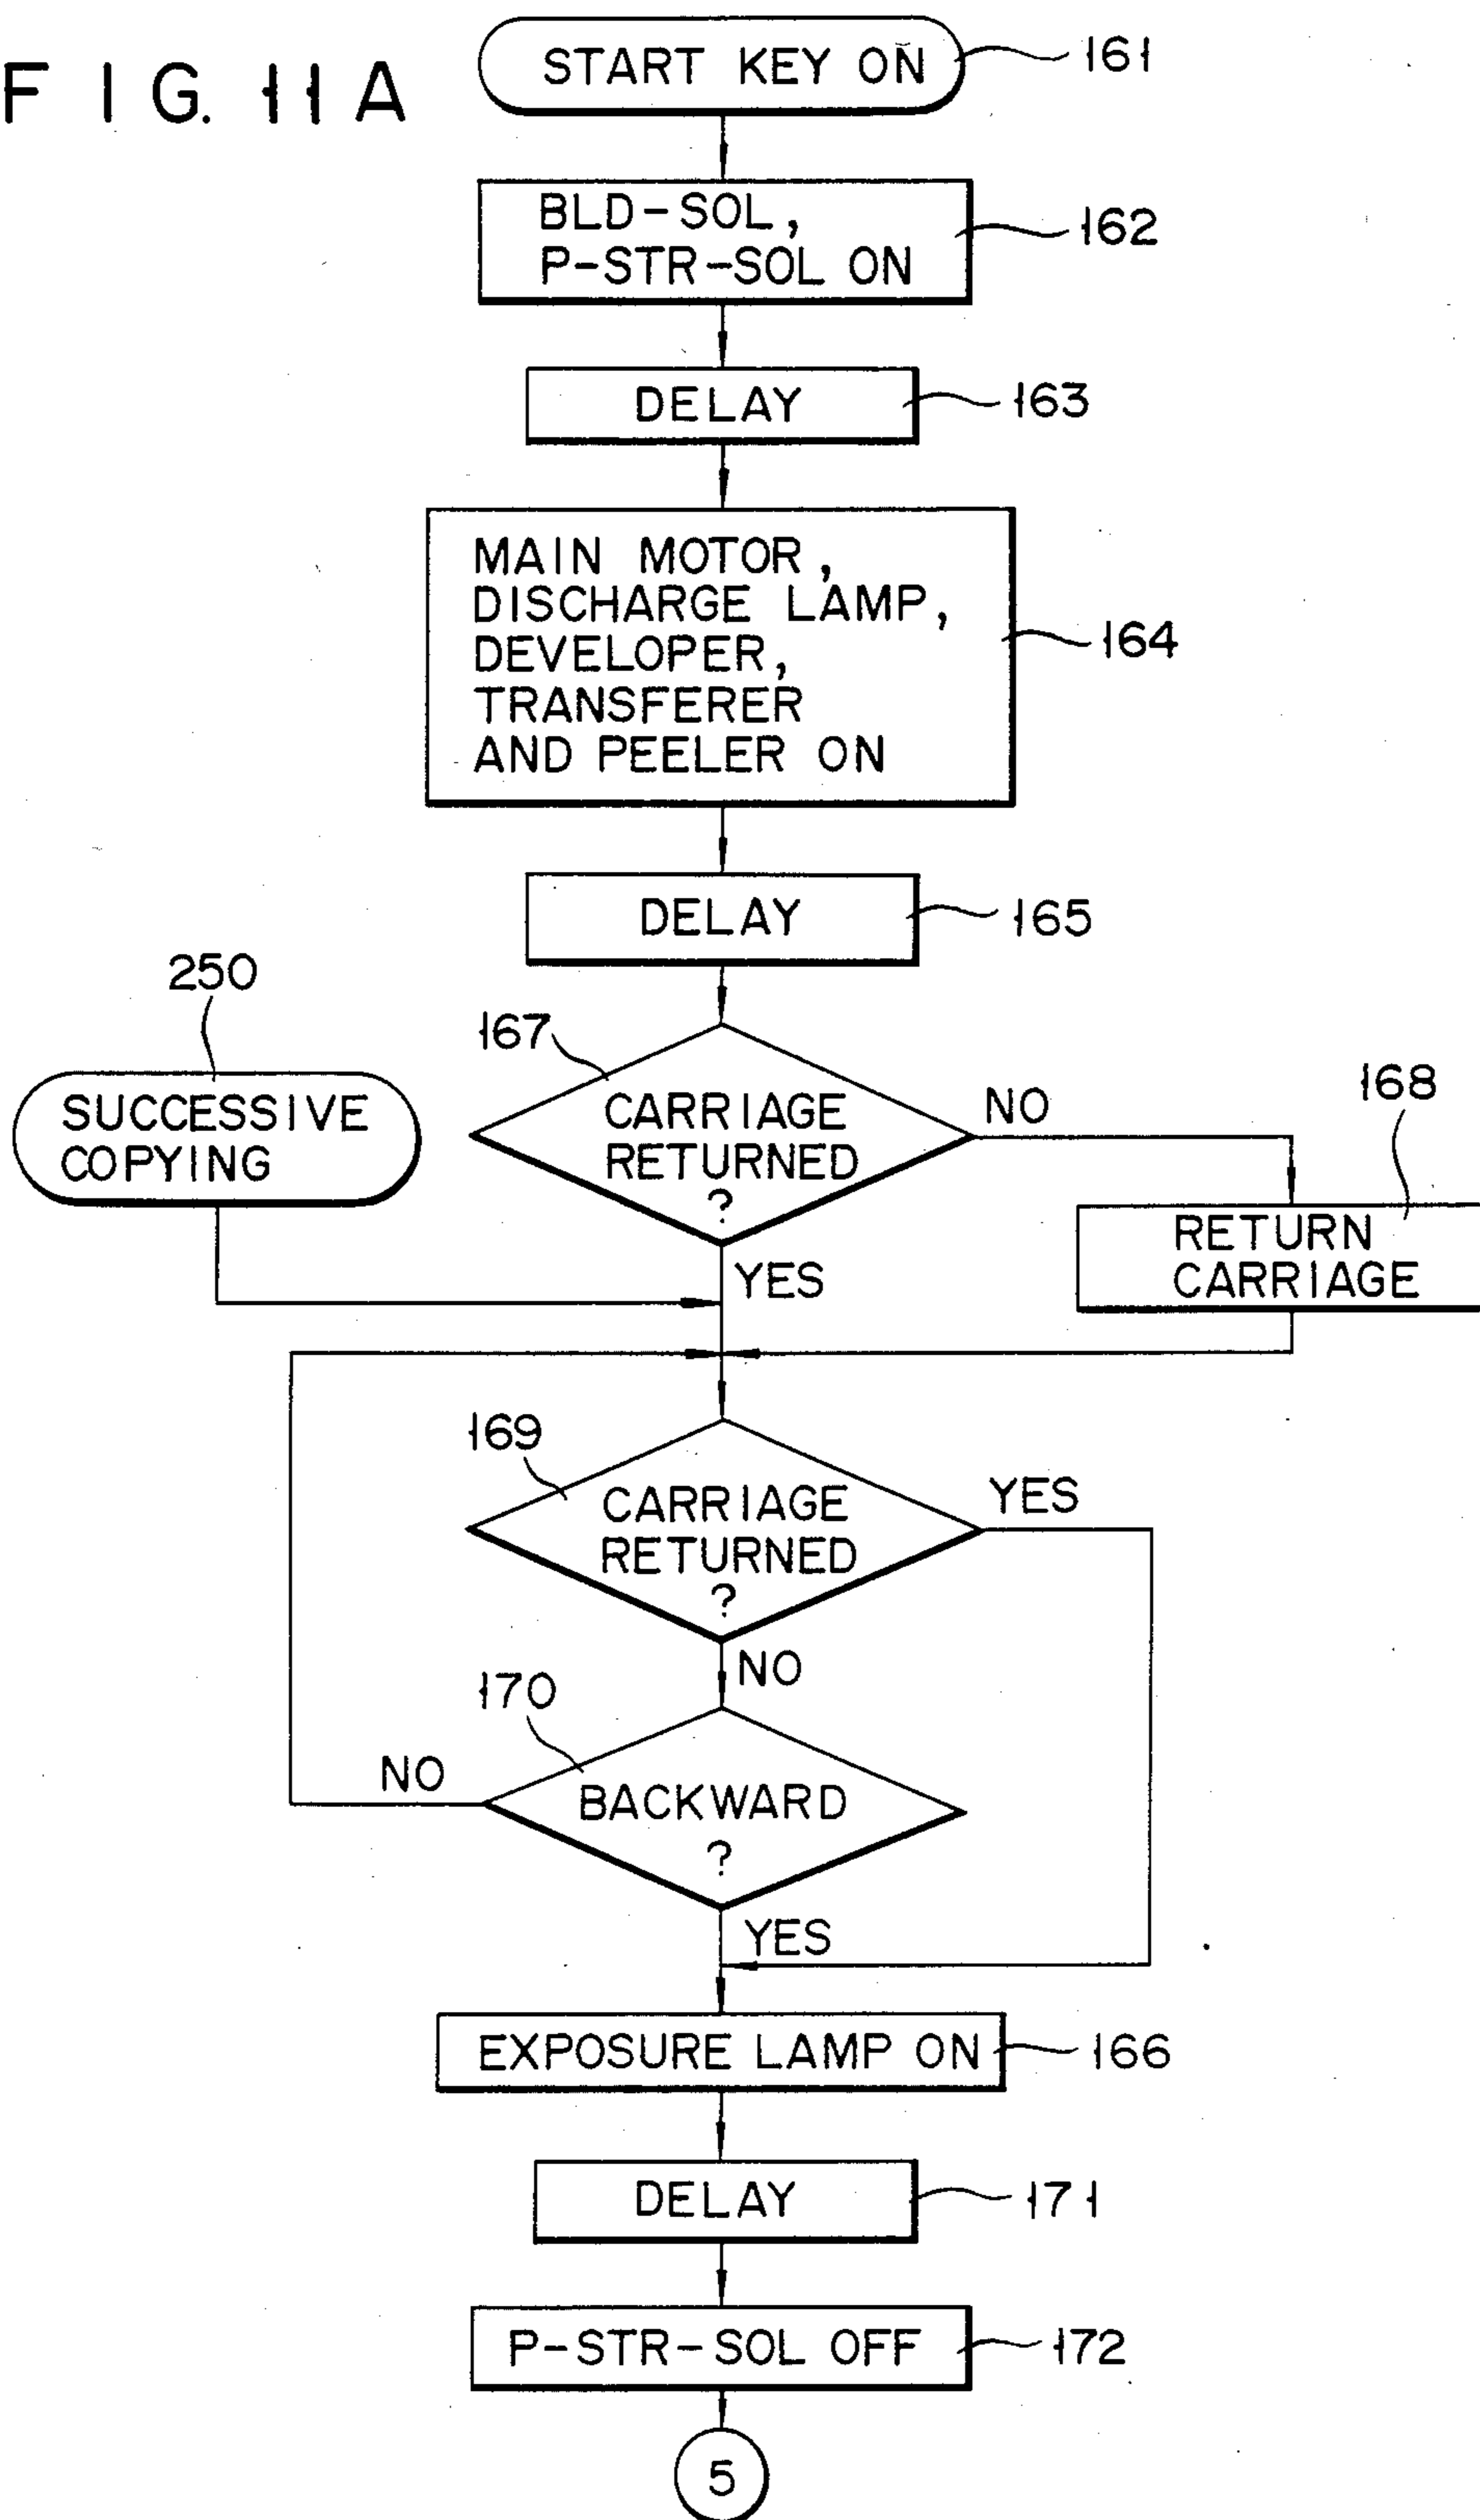 FIG. 11A
START KEY ON
161
BLD-SOL,
P-STR-SOL ON
162
DELAY
163
MAIN MOTOR,
DISCHARGE LAMP,
DEVELOPER,
TRANSFERER
AND PEELER ON
164
DELAY
165
250
SUCCESSIVE
COPYING
167
CARRIAGE
RETURNED
?
NO
168
RETURN
CARRIAGE
YES
169
CARRIAGE
RETURNED
?
YES
NO
170
BACKWARD
?
NO
YES
EXPOSURE LAMP ON
166
DELAY
171
P-STR-SOL OFF
172
5